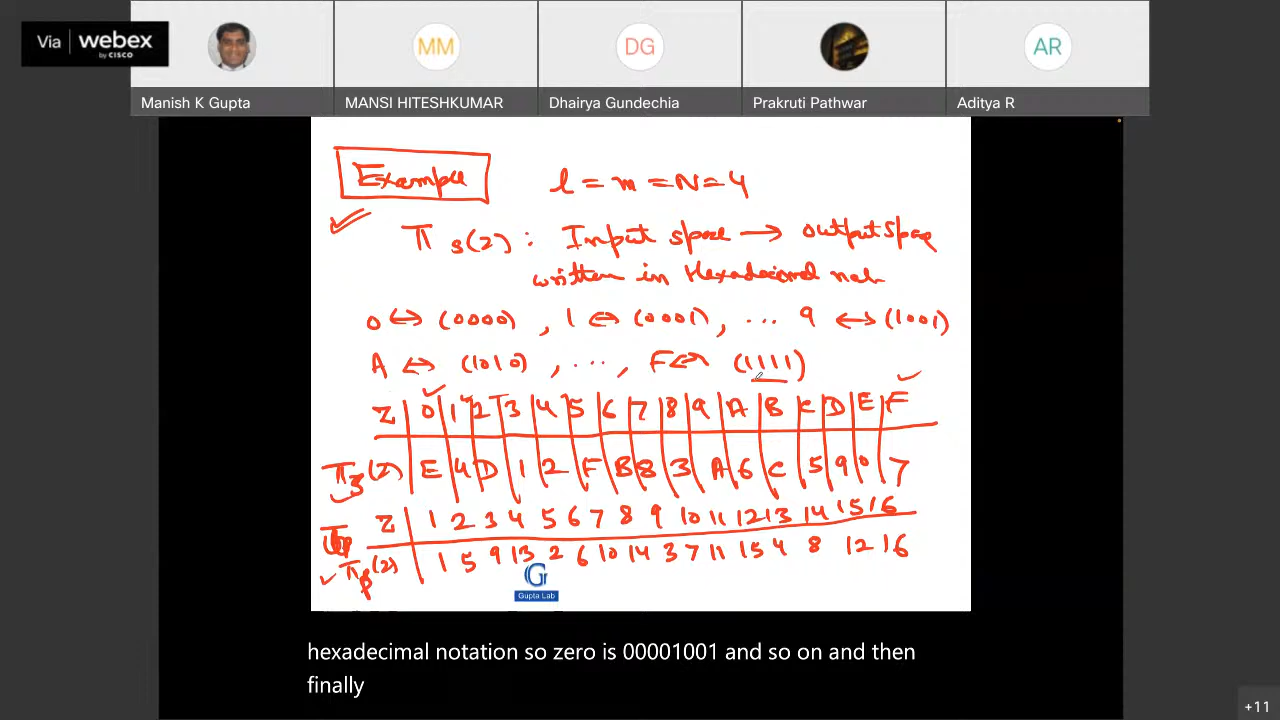 Via webex
by CISCO
Manish K Gupta
MANSI HITESHKUMAR
MM
Dhairya Gundechia
DG
Prakruti Pathwar
Aditya R
AR
Example l = m = N = 4
π s(z) : Input space → output space
written in Hexadecimal
0 ↔ (0000) , 1 ↔ (0001) , ... 9 ↔ (1001)
A ↔ (1010) , ... , F ↔ (1111)
Z 0 1 2 3 4 5 6 7 8 9 A B C D E F
π s(z) E 4 D 1 2 F B 8 3 A 6 C 5 9 0 7
Z 1 2 3 4 5 6 7 8 9 10 11 12 13 14 15 16
π p(z) 1 5 9 13 2 6 10 14 3 7 11 15 4 8 12 16
G
Gupta Lab
hexadecimal notation so zero is 00001001 and so on and then
finally
+11